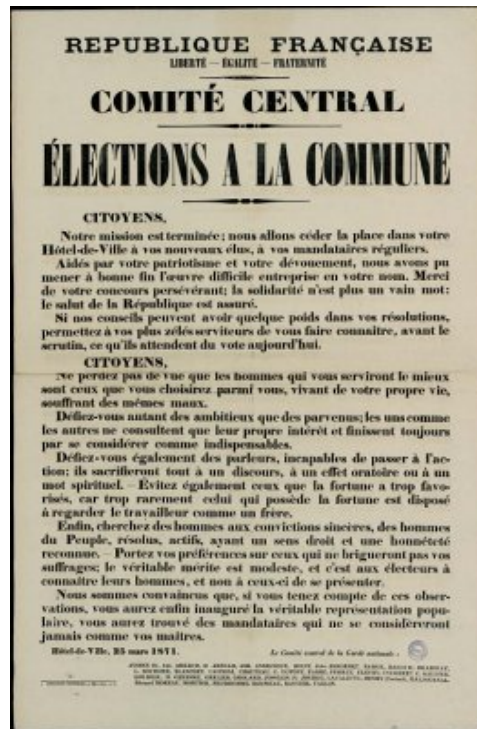 REPUBLIQUE FRANÇAISE
LIBERTÉ — ÉGALITÉ — FRATERNITÉ
COMITÉ CENTRAL
ÉLECTIONS A LA COMMUNE
CITOYENS,
Notre mission est terminée; nous allons céder la place dans votre
Hôtel-de-Ville à vos nouveaux élus, à vos mandataires réguliers.
Aidés par votre patriotisme et votre dévouement, nous avons pu
mener à bonne fin l'œuvre difficile entreprise en votre nom. Merci
de votre concours persévérant; la solidarité n'est plus un vain mot:
le salut de la République est assuré.
Si nos conseils peuvent avoir quelque poids dans vos résolutions,
permettez à vos plus zélés serviteurs de vous faire connaître, avant le
scrutin, ce qu'ils attendent du vote aujourd'hui.
CITOYENS,
Ne perdez pas de vue que les hommes qui vous serviront le mieux
sont ceux que vous choisirez parmi vous, vivant de votre propre vie,
souffrant des mêmes maux.
Défiez-vous autant des ambitieux que des parvenus; les uns comme
les autres ne consultent que leur propre intérêt et finissent toujours
par se considérer comme indispensables.
Défiez-vous également des parleurs, incapables de passer à l'ac-
tion; ils sacrifieront tout à un discours, à un effet oratoire ou à un
mot spirituel. — Évitez également ceux que la fortune a trop favo-
risés, car trop rarement celui qui possède la fortune est disposé
à regarder le travailleur comme un frère.
Enfin, cherchez des hommes aux convictions sincères, des hommes
du Peuple, résolus, actifs, ayant un sens droit et une honnêteté
reconnue. — Portez vos préférences sur ceux qui ne brigueront pas vos
suffrages; le véritable mérite est modeste, et c'est aux électeurs à
connaître leurs hommes, et non à ceux-ci de se présenter.
Nous sommes convaincus que, si vous tenez compte de ces obser-
vations, vous aurez enfin inauguré la véritable représentation popu-
laire, vous aurez trouvé des mandataires qui ne se considéreront
jamais comme vos maîtres.
Hôtel-de-Ville, 25 mars 1871.
Le Comité central de la Garde nationale :